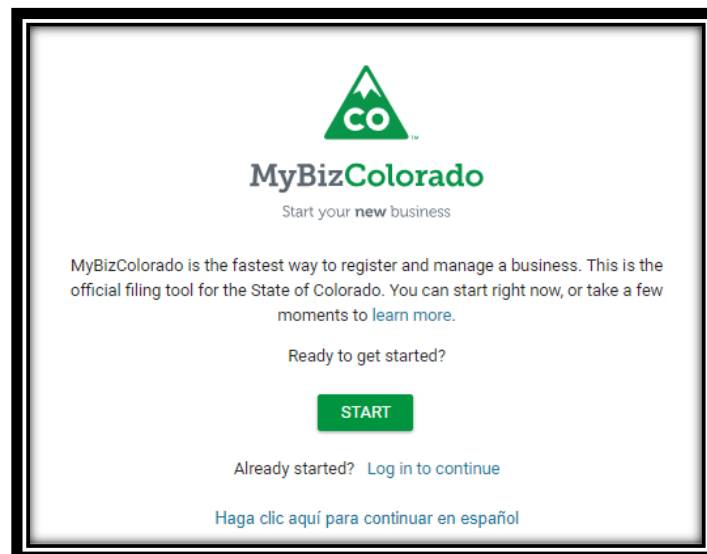 CO
MyBizColorado
Start your new business
MyBizColorado is the fastest way to register and manage a business. This is the
official filing tool for the State of Colorado. You can start right now, or take a few
moments to learn more.
Ready to get started?
START
Already started? Log in to continue
Haga clic aquí para continuar en español